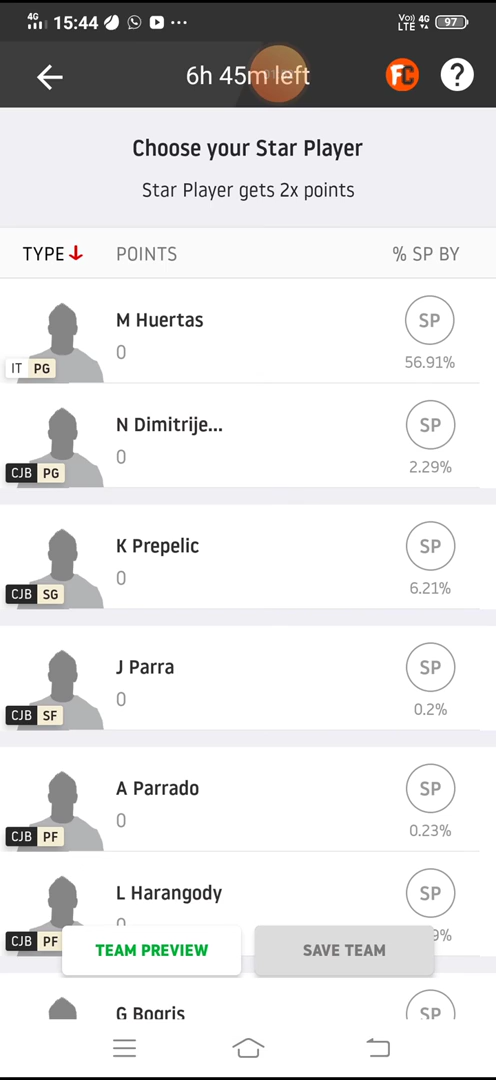 4G 15:44 Vo) 4G LTE 97
6h 45m left FC ?
Choose your Star Player
Star Player gets 2x points
TYPE POINTS % SP BY
M Huertas SP
0
IT PG 56.91%
N Dimitrije... SP
0
CJB PG 2.29%
K Prepelic SP
0
CJB SG 6.21%
J Parra SP
0
CJB SF 0.2%
A Parrado SP
0
CJB PF 0.23%
L Harangody SP
0
CJB PF 9%
TEAM PREVIEW SAVE TEAM
G Bogris SP